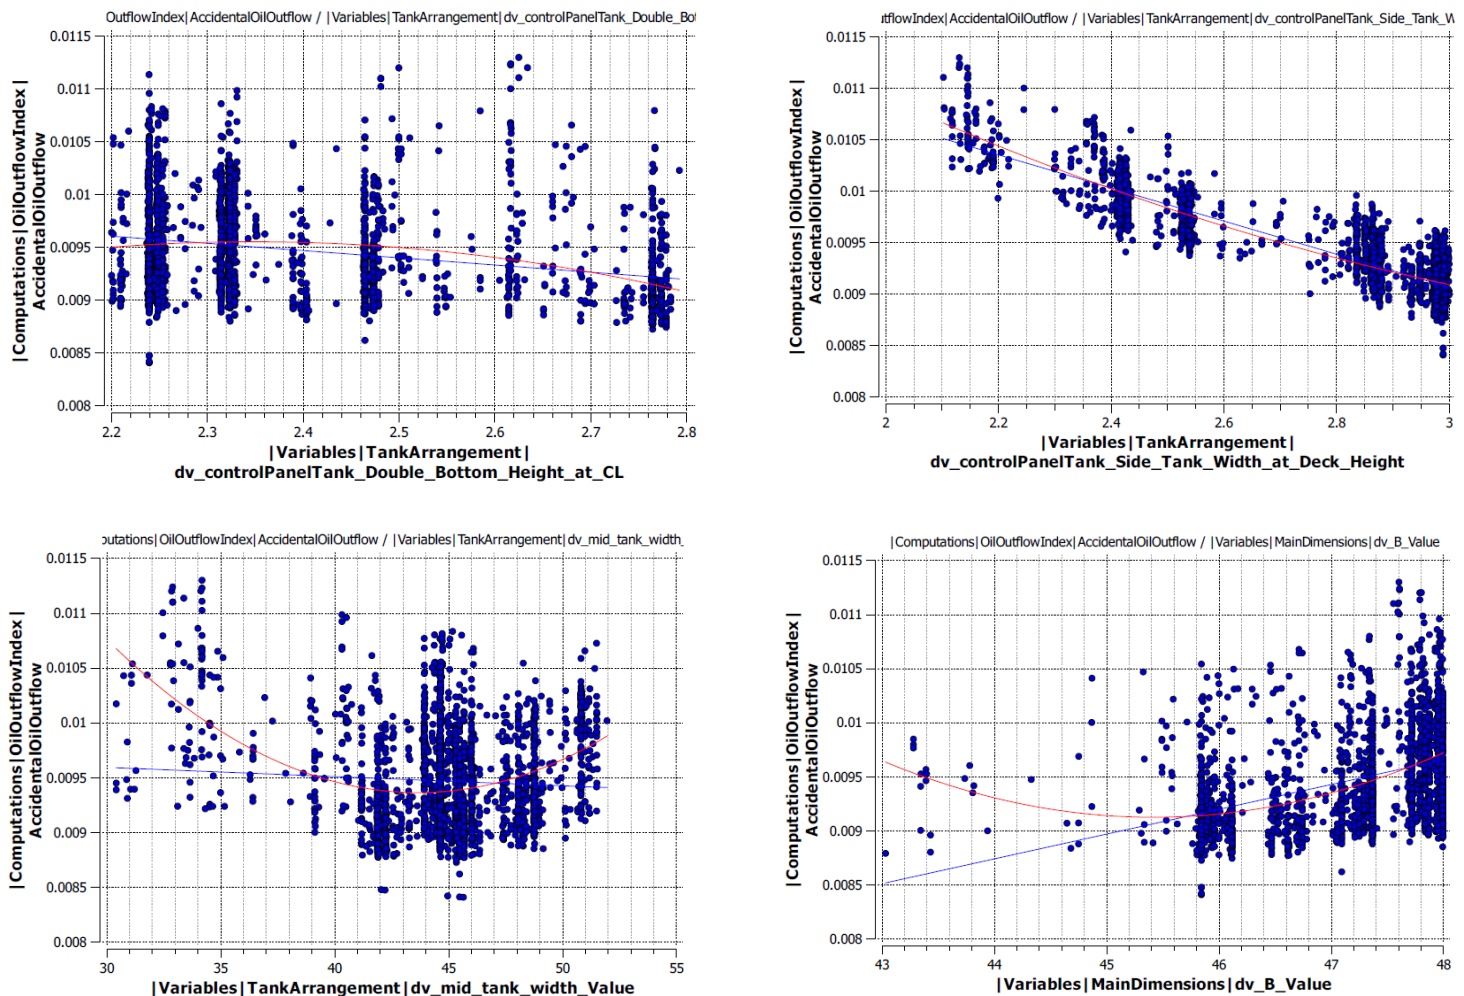 OutflowIndex|AccidentalOilOutflow / |Variables|TankArrangement|dv_controlPanelTank_Double_Bot
0.0115
0.011
0.0105
0.01
0.0095
0.009
0.0085
0.008
|Computations|OilOutflowIndex|
AccidentalOilOutflow
2.2 2.3 2.4 2.5 2.6 2.7 2.8
|Variables|TankArrangement|
dv_controlPanelTank_Double_Bottom_Height_at_CL
utflowIndex|AccidentalOilOutflow / |Variables|TankArrangement|dv_controlPanelTank_Side_Tank_W
0.0115
0.011
0.0105
0.01
0.0095
0.009
0.0085
0.008
|Computations|OilOutflowIndex|
AccidentalOilOutflow
2 2.2 2.4 2.6 2.8 3
|Variables|TankArrangement|
dv_controlPanelTank_Side_Tank_Width_at_Deck_Height
putations|OilOutflowIndex|AccidentalOilOutflow / |Variables|TankArrangement|dv_mid_tank_width_
0.0115
0.011
0.0105
0.01
0.0095
0.009
0.0085
0.008
|Computations|OilOutflowIndex|
AccidentalOilOutflow
30 35 40 45 50 55
|Variables|TankArrangement|dv_mid_tank_width_Value
|Computations|OilOutflowIndex|AccidentalOilOutflow / |Variables|MainDimensions|dv_B_Value
0.0115
0.011
0.0105
0.01
0.0095
0.009
0.0085
0.008
|Computations|OilOutflowIndex|
AccidentalOilOutflow
43 44 45 46 47 48
|Variables|MainDimensions|dv_B_Value